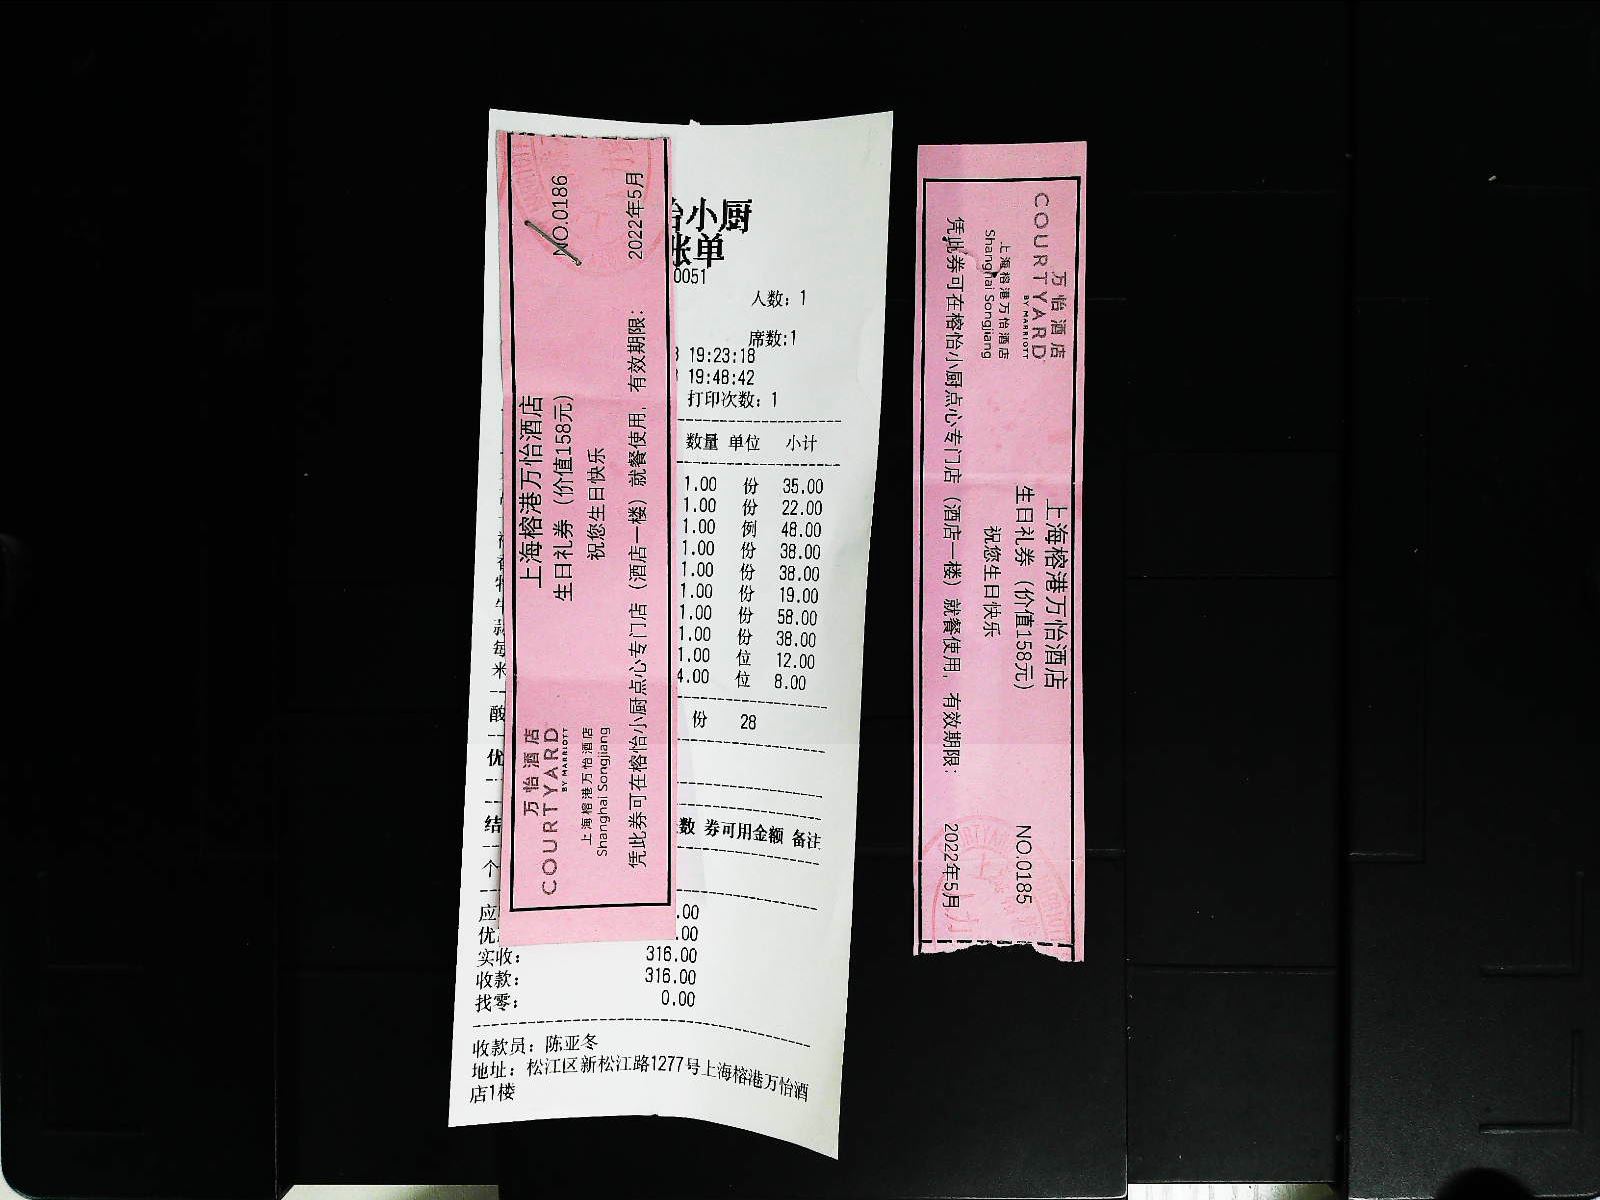 怡小厨
账单
0051
人数：1
席数:1
19:23:18
19:48:42
打印次数：1
数量 单位 小计
1.00 份 35.00
1.00 份 22.00
1.00 例 48.00
1.00 份 38.00
1.00 份 38.00
1.00 份 19.00
1.00 份 58.00
1.00 份 38.00
1.00 位 12.00
米 4.00 位 8.00
酸 份 28
优
结 数 券可用金额 备注
个
应 .00
优 .00
实收： 316.00
收款： 316.00
找零： 0.00
收款员：陈亚冬
地址：松江区新松江路1277号上海榕港万怡酒
店1楼
万怡酒店
COURTYARD
BY MARRIOTT
上海榕港万怡酒店
Shanghai Songjiang
上海榕港万怡酒店
生日礼券（价值158元）
祝您生日快乐
NO.0186
凭此券可在榕怡小厨点心专门店（酒店一楼）就餐使用，有效期限： 2022年5月
万怡酒店
COURTYARD
BY MARRIOTT
上海榕港万怡酒店
Shanghai Songjiang
上海榕港万怡酒店
生日礼券（价值158元）
祝您生日快乐
NO.0185
凭此券可在榕怡小厨点心专门店（酒店一楼）就餐使用，有效期限： 2022年5月